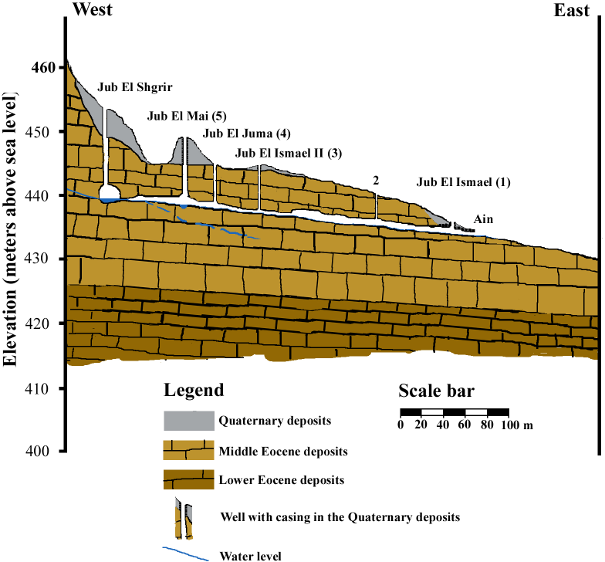 West
East
Elevation (meters above sea level)
460
450
440
430
420
410
400
Jub El Shgrir
Jub El Mai (5)
Jub El Juma (4)
Jub El Ismael II (3)
2
Jub El Ismael (1)
Ain
Legend
Quaternary deposits
Middle Eocene deposits
Lower Eocene deposits
Well with casing in the Quaternary deposits
Water level
Scale bar
0 20 40 60 80 100 m